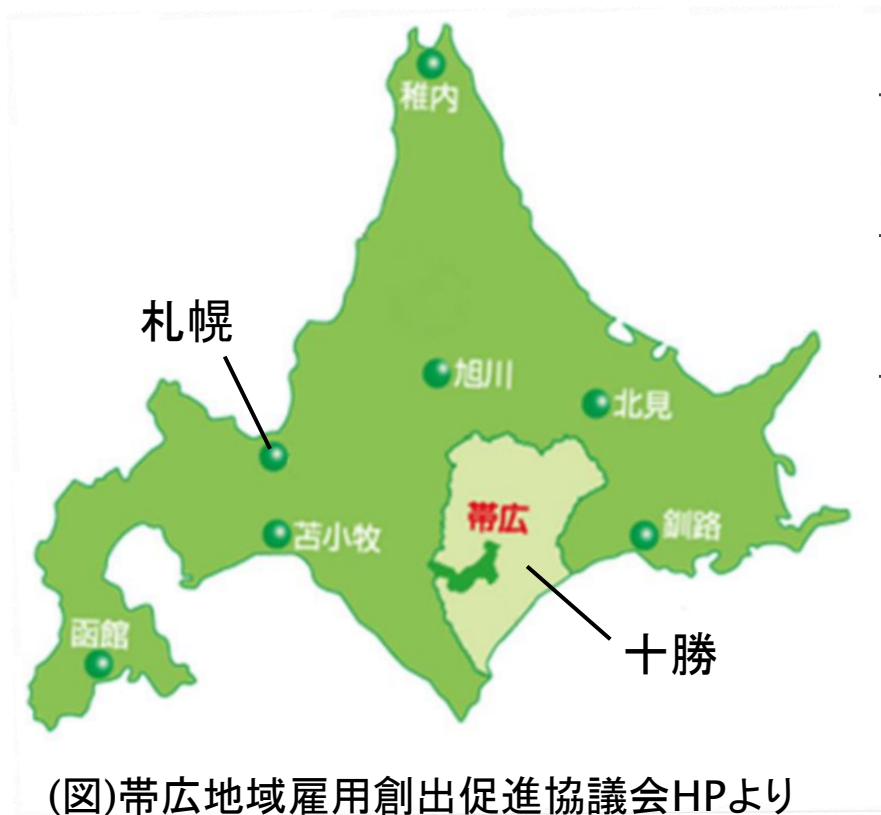 稚内
札幌
旭川
北見
帯広
釧路
苫小牧
十勝
函館
(図)帯広地域雇用創出促進協議会HPより